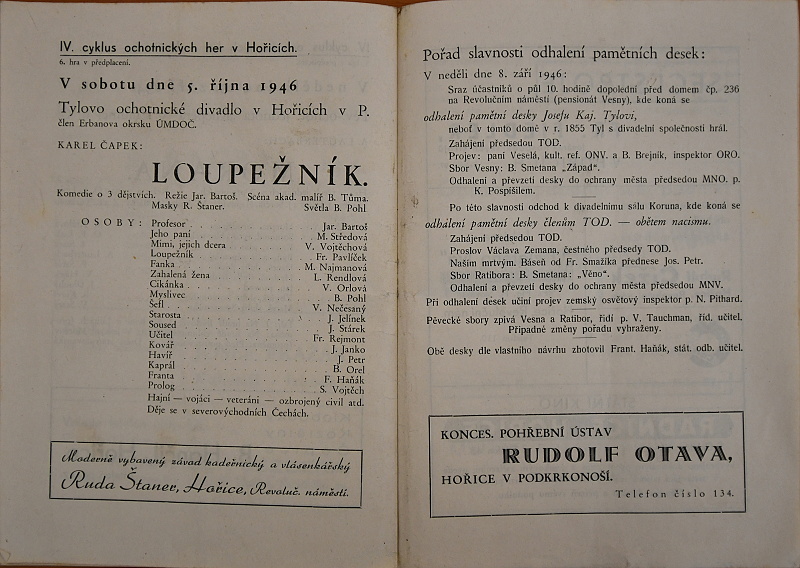 IV. cyklus ochotnických her v Hořicích.
6. hra v předplacení.
V sobotu dne 5. října 1946
Tylovo ochotnické divadlo v Hořicích v P.
člen Erbanova okrsku ÚMDOČ.
KAREL ČAPEK:
LOUPEŽNÍK.
Komedie o 3 dějstvích. Režie Jar. Bartoš. Scéna akad. malíř B. Tůma.
Masky R. Štaner. Světla B. Pohl
OSOBY: Profesor . . . Jar. Bartoš
Jeho paní . . . M. Středová
Mimi, jejich dcera . . . V. Vojtěchová
Loupežník . . . Fr. Pavlíček
Fanka . . . M. Najmanová
Zahalená žena . . . L. Rendlová
Cikánka . . . V. Orlová
Myslivec . . . B. Pohl
Šefl . . . V. Nečesaný
Starosta . . . J. Jelínek
Soused . . . J. Stárek
Učitel . . . Fr. Rejmont
Kovář . . . J. Janko
Havíř . . . J. Petr
Kaprál . . . B. Orel
Franta . . . F. Haňák
Prolog . . . S. Vojtěch
Hajní — vojáci — veteráni — ozbrojený civil atd.
Děje se v severovýchodních Čechách.
Moderně vybavený závod kadeřnický a vlásenkářský
Ruda Štaner, Hořice, Revoluč. náměstí.
Pořad slavnosti odhalení pamětních desek:
V neděli dne 8. září 1946:
Sraz účastníků o půl 10. hodině dopolední před domem čp. 236
na Revolučním náměstí (pensionát Vesny), kde koná se
odhalení pamětní desky Josefu Kaj. Tylovi,
neboť v tomto domě v r. 1855 Tyl s divadelní společností hrál.
Zahájení předsedou TOD.
Projev: paní Veselá, kult. ref. ONV. a B. Brejník, inspektor ORO.
Sbor Vesny: B. Smetana „Západ".
Odhalení a převzetí desky do ochrany města předsedou MNO. p.
K. Pospíšilem.
Po této slavnosti odchod k divadelnímu sálu Koruna, kde koná se
odhálení pamětní desky členům TOD. — obětem nacismu.
Zahájení předsedou TOD.
Proslov Václava Zemana, čestného předsedy TOD.
Našim mrtvým. Báseň od Fr. Smažíka přednese Jos. Petr.
Sbor Ratibora: B. Smetana: „Věno".
Odhalení a převzetí desky do ochrany města předsedou MNV.
Při odhalení desek učiní projev zemský osvětový inspektor p. N. Pithard.
Pěvecké sbory zpívá Vesna a Ratibor, řídí p. V. Tauchman, říd. učitel.
Případné změny pořadu vyhraženy.
Obě desky dle vlastního návrhu zhotovil Frant. Haňák, stát. odb. učitel.
KONCES. POHŘEBNÍ ÚSTAV
RUDOLF OTAVA,
HOŘICE V PODKRKONOŠÍ.
Telefon číslo 134.